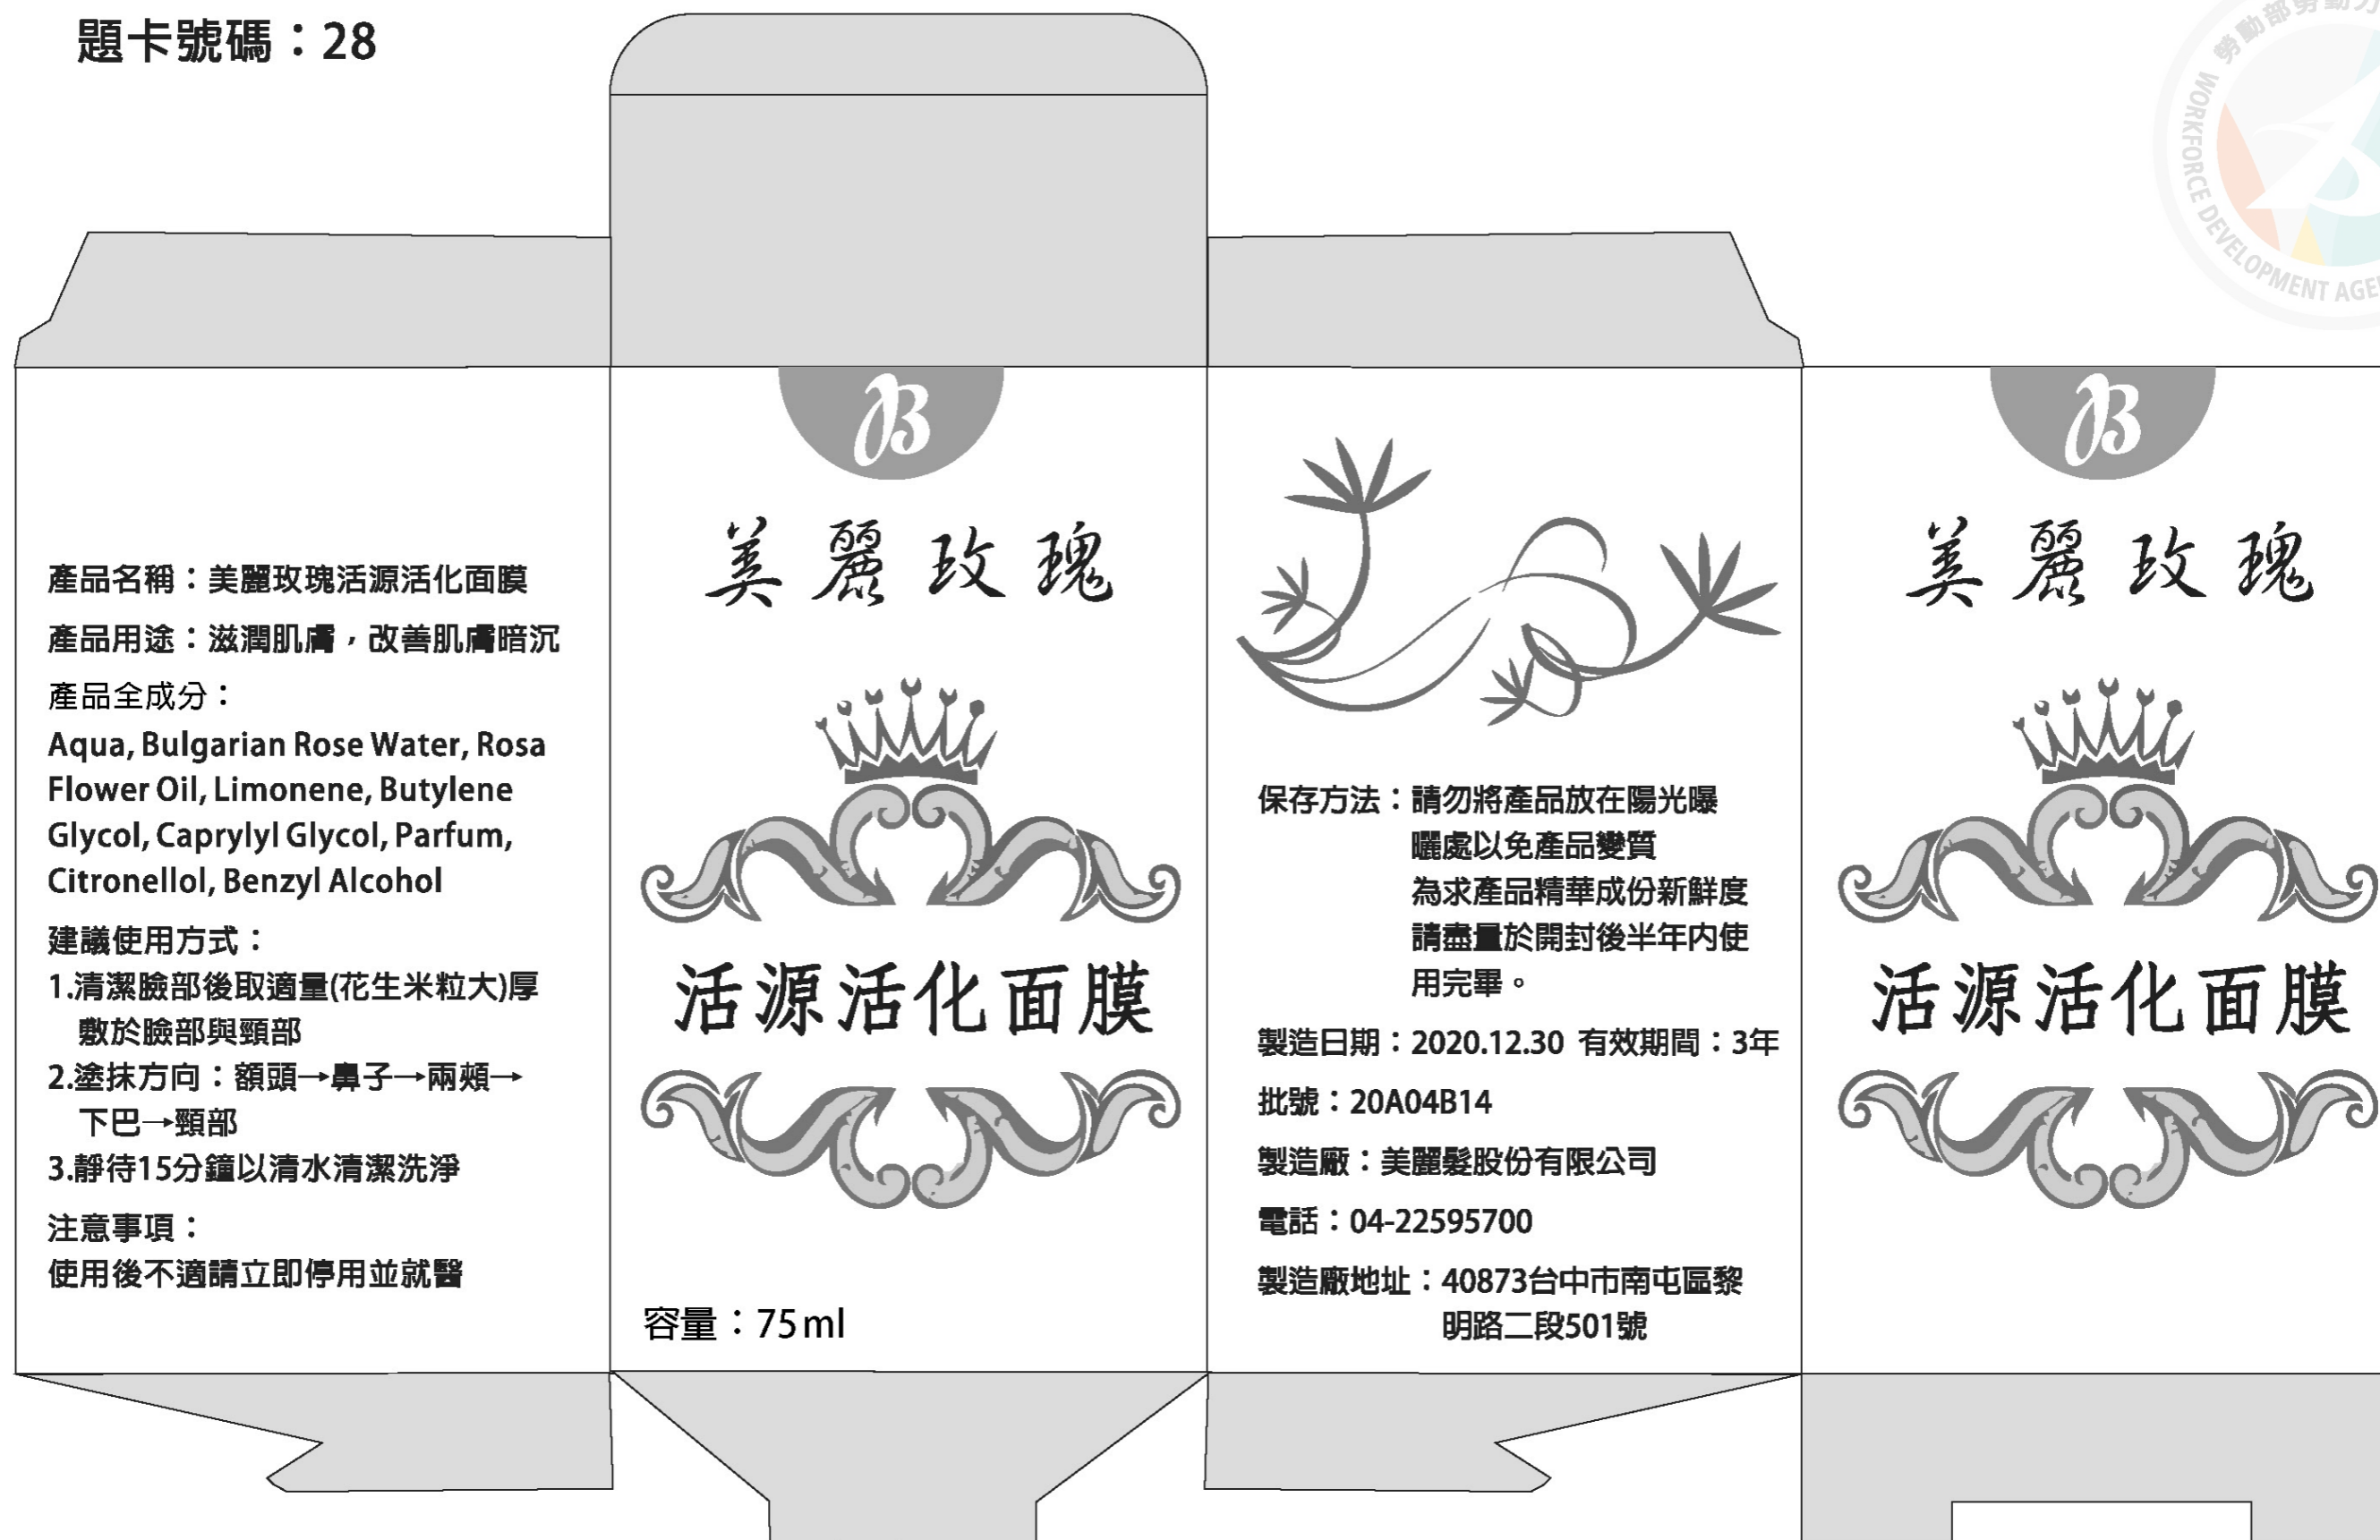 題卡號碼：28
勞動部勞動力
WORKFORCE DEVELOPMENT AGE
產品名稱：美麗玫瑰活源活化面膜
產品用途：滋潤肌膚，改善肌膚暗沉
產品全成分：
Aqua, Bulgarian Rose Water, Rosa
Flower Oil, Limonene, Butylene
Glycol, Caprylyl Glycol, Parfum,
Citronellol, Benzyl Alcohol
建議使用方式：
1.清潔臉部後取適量(花生米粒大)厚
敷於臉部與頸部
2.塗抹方向：額頭→鼻子→兩頰→
下巴→頸部
3.靜待15分鐘以清水清潔洗淨
注意事項：
使用後不適請立即停用並就醫
B
美麗玫瑰
活源活化面膜
容量：75ml
保存方法：請勿將產品放在陽光曝
曬處以免產品變質
為求產品精華成份新鮮度
請盡量於開封後半年內使
用完畢。
製造日期：2020.12.30 有效期間：3年
批號：20A04B14
製造廠：美麗髮股份有限公司
電話：04-22595700
製造廠地址：40873台中市南屯區黎
明路二段501號
B
美麗玫瑰
活源活化面膜